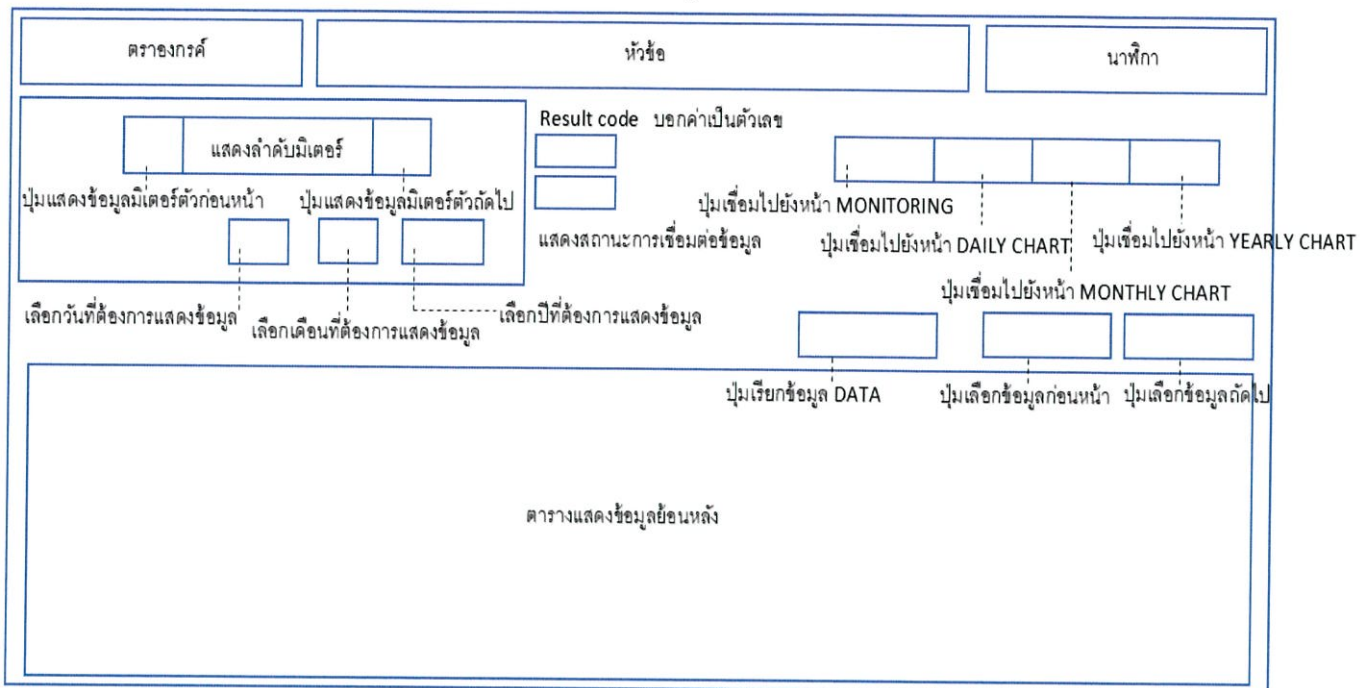 ตราองกรค์
หัวข้อ
นาฬิกา
Result code บอกค่าเป็นตัวเลข
แสดงลำดับมิเตอร์
ปุ่มแสดงข้อมูลมิเตอร์ตัวก่อนหน้า
ปุ่มแสดงข้อมูลมิเตอร์ตัวถัดไป
ปุ่มเชื่อมไปยังหน้า MONITORING
แสดงสถานะการเชื่อมต่อข้อมูล
ปุ่มเชื่อมไปยังหน้า DAILY CHART
ปุ่มเชื่อมไปยังหน้า YEARLY CHART
ปุ่มเชื่อมไปยังหน้า MONTHLY CHART
เลือกวันที่ต้องการแสดงข้อมูล
เลือกเดือนที่ต้องการแสดงข้อมูล
เลือกปีที่ต้องการแสดงข้อมูล
ปุ่มเรียกข้อมูล DATA
ปุ่มเลือกข้อมูลก่อนหน้า
ปุ่มเลือกข้อมูลถัดไป
ตารางแสดงข้อมูลย้อนหลัง